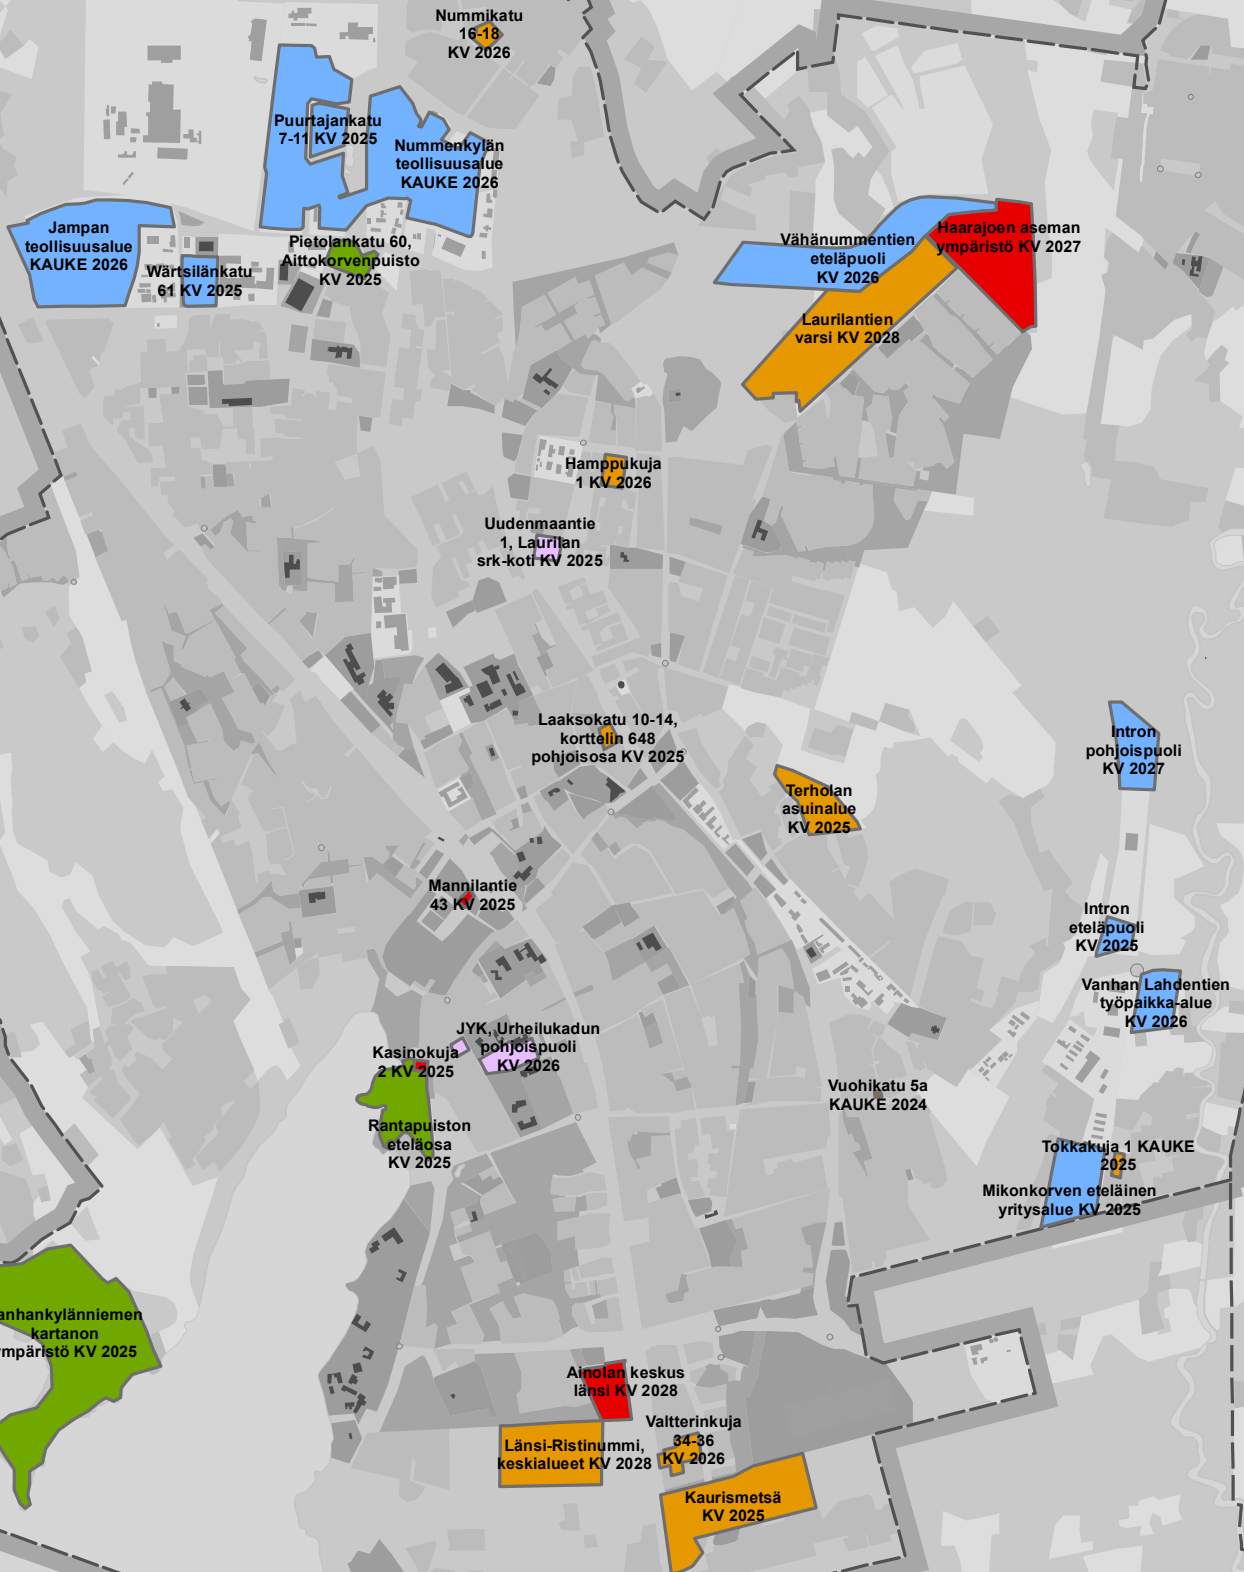 Nummikatu
16-18
KV 2026
Puurtajankatu
7-11 KV 2025
Nummenkylän
teollisuusalue
KAUKE 2026
Jampan
teollisuusalue
KAUKE 2026
Wärtsilänkatu
61 KV 2025
Pietolankatu 60,
Aittokorvenpuisto
KV 2025
Vähänummentien
eteläpuoli
KV 2026
Haarajoen aseman
ympäristö KV 2027
Laurilantien
varsi KV 2028
Hamppukuja
1 KV 2026
Uudenmaantie
1, Laurilan
srk-koti KV 2025
Laaksokatu 10-14,
korttelin 648
pohjoisosa KV 2025
Intron
pohjoispuoli
KV 2027
Terholan
asuinalue
KV 2025
Mannilantie
43 KV 2025
Intron
eteläpuoli
KV 2025
Vanhan Lahdentien
työpaikka-alue
KV 2026
JYK, Urheilukadun
pohjoispuoli
KV 2026
Kasinokuja
2 KV 2025
Rantapuiston
eteläosa
KV 2025
Vuohikatu 5a
KAUKE 2024
Tokkakuja 1 KAUKE
2025
Mikonkorven eteläinen
yritysalue KV 2025
anhankylänniemen
kartanon
mpäristö KV 2025
Ainolan keskus
länsi KV 2028
Valtterinkuja
34-36
KV 2026
Länsi-Ristinummi,
keskialueet KV 2028
Kaurismetsä
KV 2025